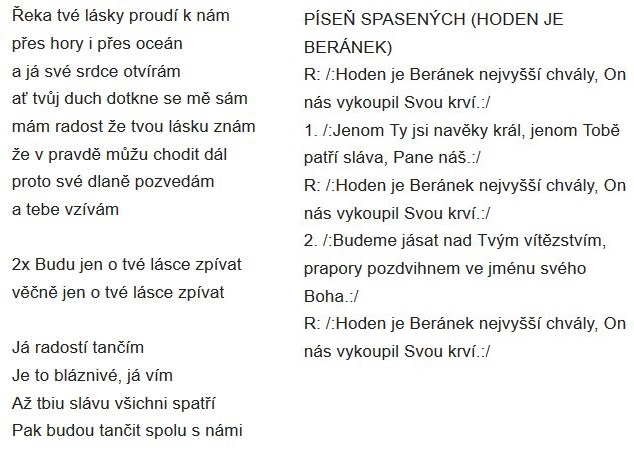 Řeka tvé lásky proudí k nám
přes hory i přes oceán
a já své srdce otvírám
ať tvůj duch dotkne se mě sám
mám radost že tvou lásku znám
že v pravdě můžu chodit dál
proto své dlaně pozvedám
a tebe vzívám
2x Budu jen o tvé lásce zpívat
věčně jen o tvé lásce zpívat
Já radostí tančím
Je to bláznivé, já vím
Až tbiu slávu všichni spatří
Pak budou tančit spolu s námi
PÍSEŇ SPASENÝCH (HODEN JE
BERÁNEK)
R: /:Hoden je Beránek nejvyšší chvály, On
nás vykoupil Svou krví.:/
1. /:Jenom Ty jsi navěky král, jenom Tobě
patří sláva, Pane náš.:/
R: /:Hoden je Beránek nejvyšší chvály, On
nás vykoupil Svou krví.:/
2. /:Budeme jásat nad Tvým vítězstvím,
prapory pozdvihnem ve jménu svého
Boha.:/
R: /:Hoden je Beránek nejvyšší chvály, On
nás vykoupil Svou krví.:/